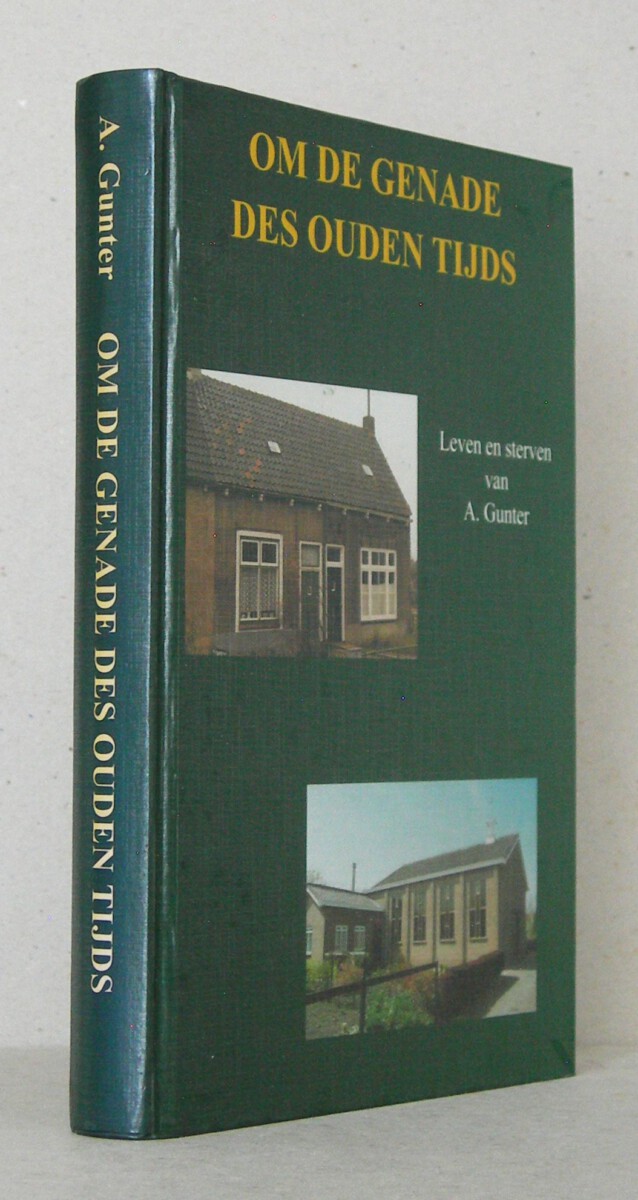 A. Gunter OM DE GENADE DES OUDEN TIJDS
OM DE GENADE
DES OUDEN TIJDS
Leven en sterven
van
A. Gunter